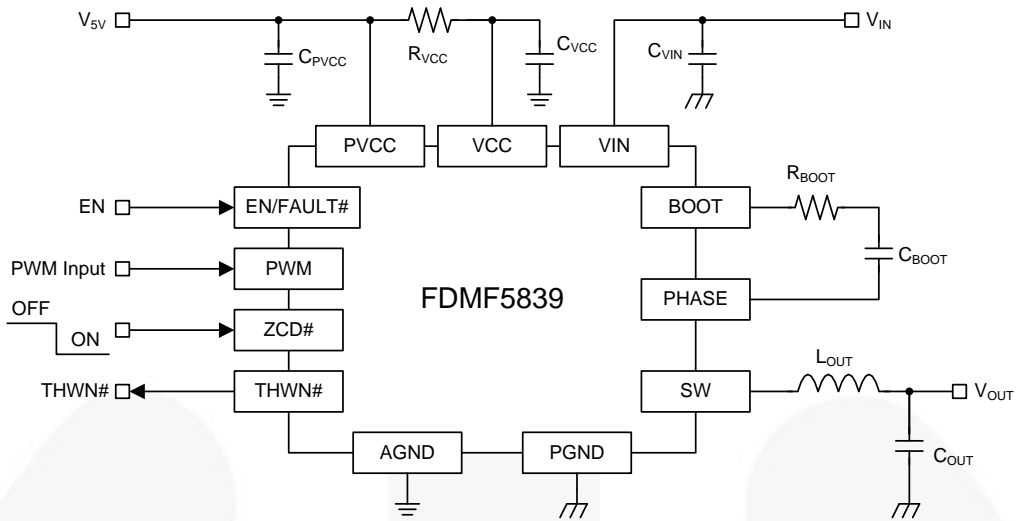 V5V
RVCC
CPVCC
CVCC
CVIN
VIN
PVCC
VCC
VIN
EN
EN/FAULT#
BOOT
RBOOT
CBOOT
PWM Input
PWM
FDMF5839
PHASE
OFF
ON
ZCD#
THWN#
THWN#
SW
LOUT
VOUT
COUT
AGND
PGND